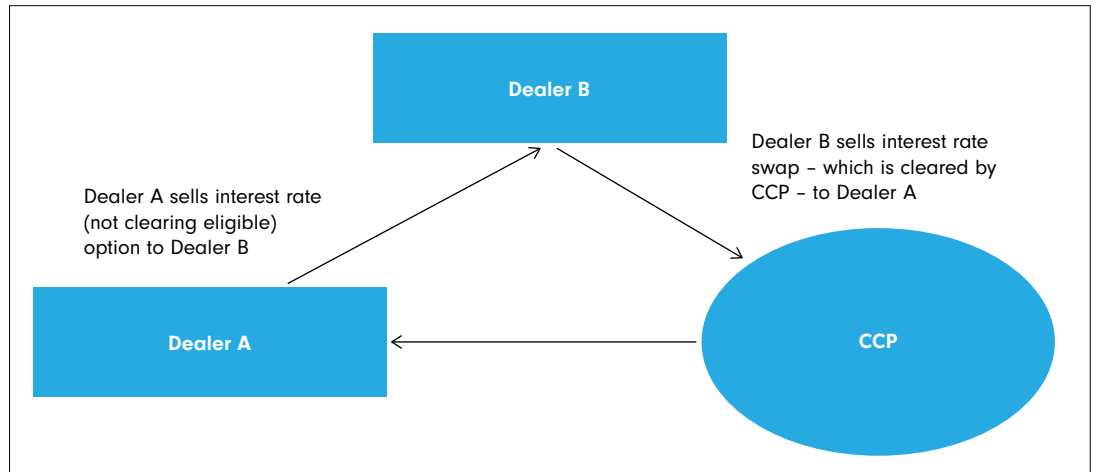 Dealer B
Dealer B sells interest rate
swap – which is cleared by
CCP – to Dealer A
Dealer A sells interest rate
(not clearing eligible)
option to Dealer B
Dealer A
CCP